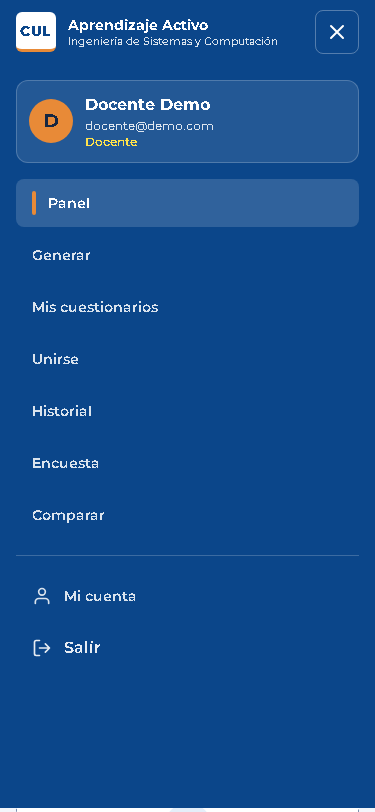 CUL
Aprendizaje Activo
Ingeniería de Sistemas y Computación
D
Docente Demo
docente@demo.com
Docente
Panel
Generar
Mis cuestionarios
Unirse
Historial
Encuesta
Comparar
Mi cuenta
Salir